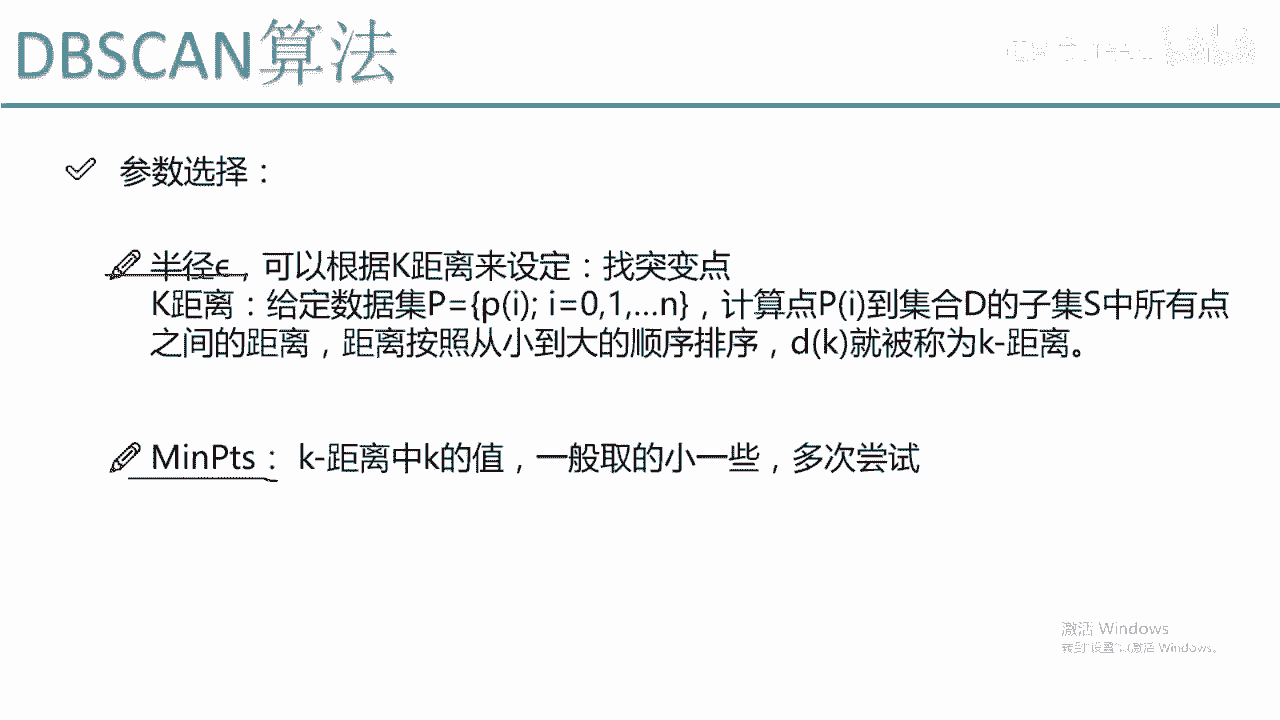 DBSCAN算法
参数选择：
半径ϵ，可以根据K距离来设定：找突变点
K距离：给定数据集P={p(i); i=0,1,…n}，计算点P(i)到集合D的子集S中所有点
之间的距离，距离按照从小到大的顺序排序，d(k)就被称为k-距离。
MinPts： k-距离中k的值，一般取的小一些，多次尝试
激活 Windows
转到"设置"以激活 Windows。